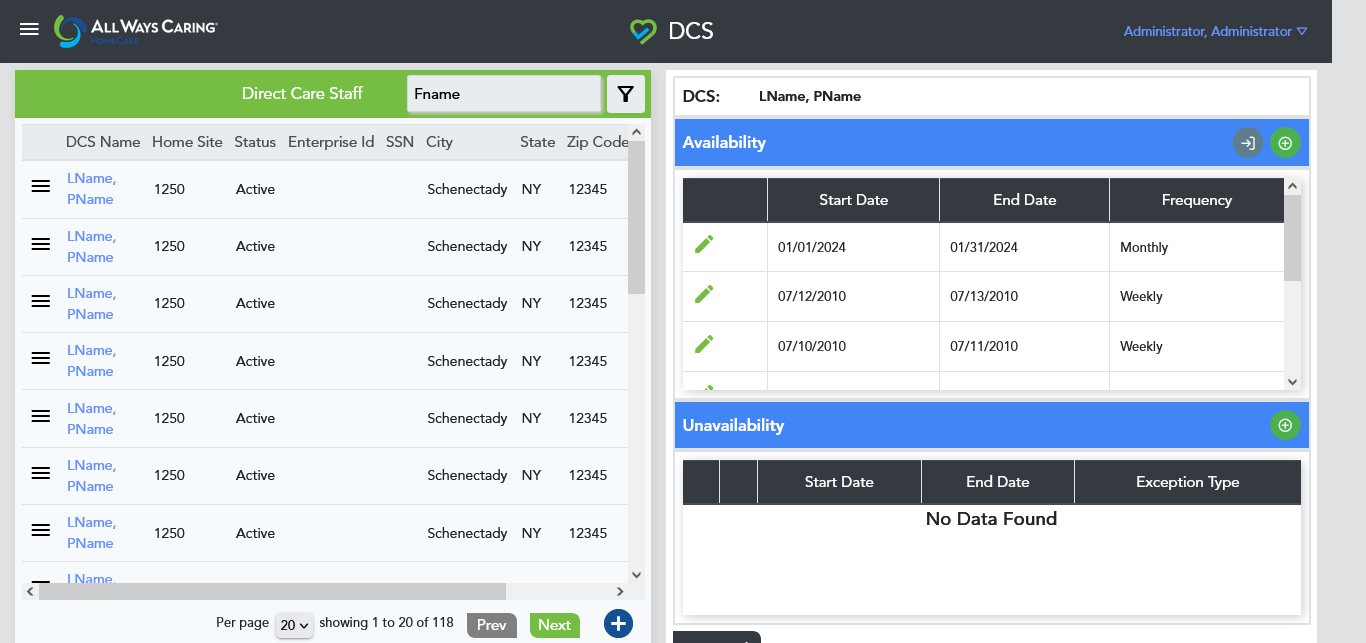 ALL WAYS CARING
HOMECARE
DCS
Administrator, Administrator
Direct Care Staff
Fname
DCS Name Home Site Status Enterprise Id SSN City State Zip Code
LName, PName 1250 Active Schenectady NY 12345
LName, PName 1250 Active Schenectady NY 12345
LName, PName 1250 Active Schenectady NY 12345
LName, PName 1250 Active Schenectady NY 12345
LName, PName 1250 Active Schenectady NY 12345
LName, PName 1250 Active Schenectady NY 12345
LName, PName 1250 Active Schenectady NY 12345
LName,
Per page 20 showing 1 to 20 of 118 Prev Next
DCS: LName, PName
Availability
Start Date End Date Frequency
01/01/2024 01/31/2024 Monthly
07/12/2010 07/13/2010 Weekly
07/10/2010 07/11/2010 Weekly
Unavailability
Start Date End Date Exception Type
No Data Found